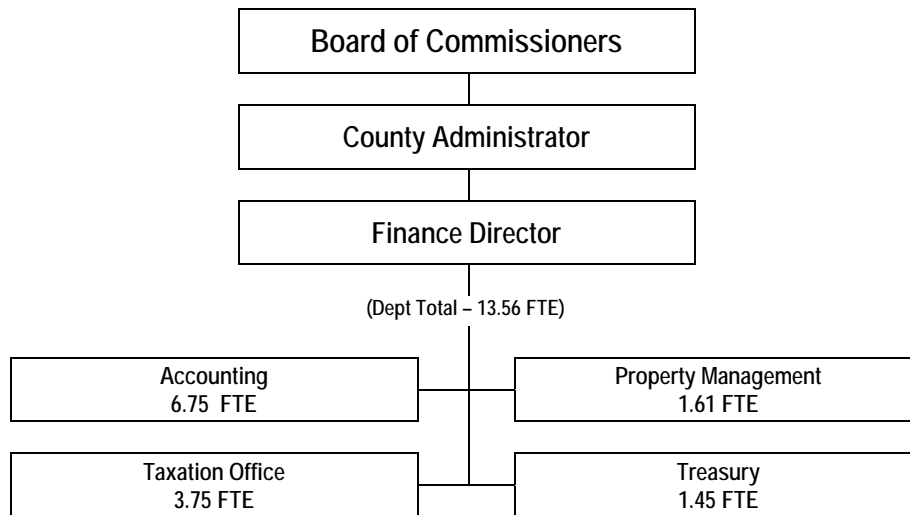 Board of Commissioners
County Administrator
Finance Director
(Dept Total – 13.56 FTE)
Accounting
6.75 FTE
Property Management
1.61 FTE
Taxation Office
3.75 FTE
Treasury
1.45 FTE